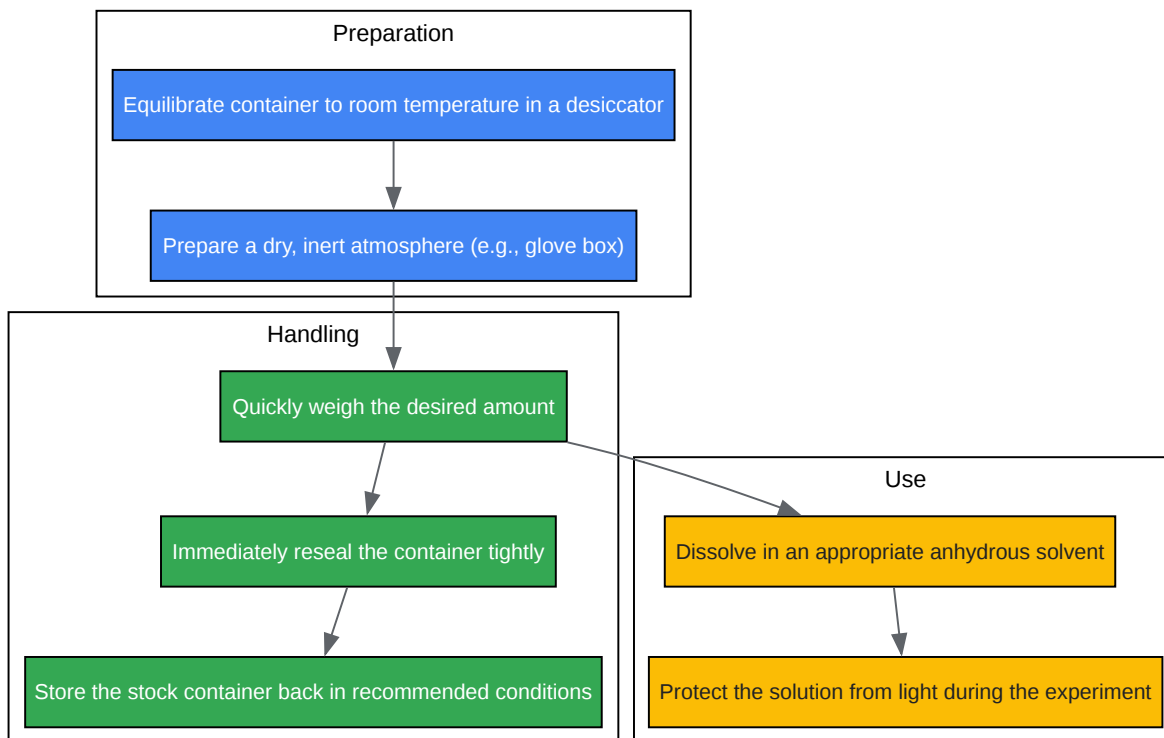 Preparation
Equilibrate container to room temperature in a desiccator
Prepare a dry, inert atmosphere (e.g., glove box)
Handling
Quickly weigh the desired amount
Immediately reseal the container tightly
Store the stock container back in recommended conditions
Use
Dissolve in an appropriate anhydrous solvent
Protect the solution from light during the experiment